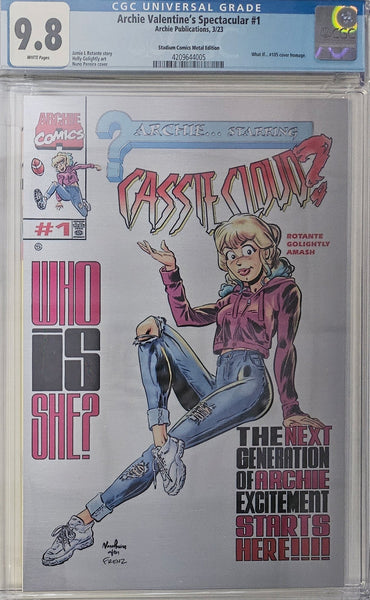 CGC UNIVERSAL GRADE
9.8
WHITE Pages
Archie Valentine's Spectacular #1
Archie Publications, 3/23
Stadium Comics Metal Edition
Jamie L Rotante story
Holly Golightly art
Nuno Pereira cover
4209644005
What If... #105 cover homage.
ARCHIE COMICS
#1
?ARCHIE... STARRING
CASSIE CLOUD?
ROTANTE
GOLIGHTLY
AMASH
WHO
IS
SHE?
THE NEXT
GENERATION
OF ARCHIE
EXCITEMENT
STARTS
HERE!!!!
FRENZ